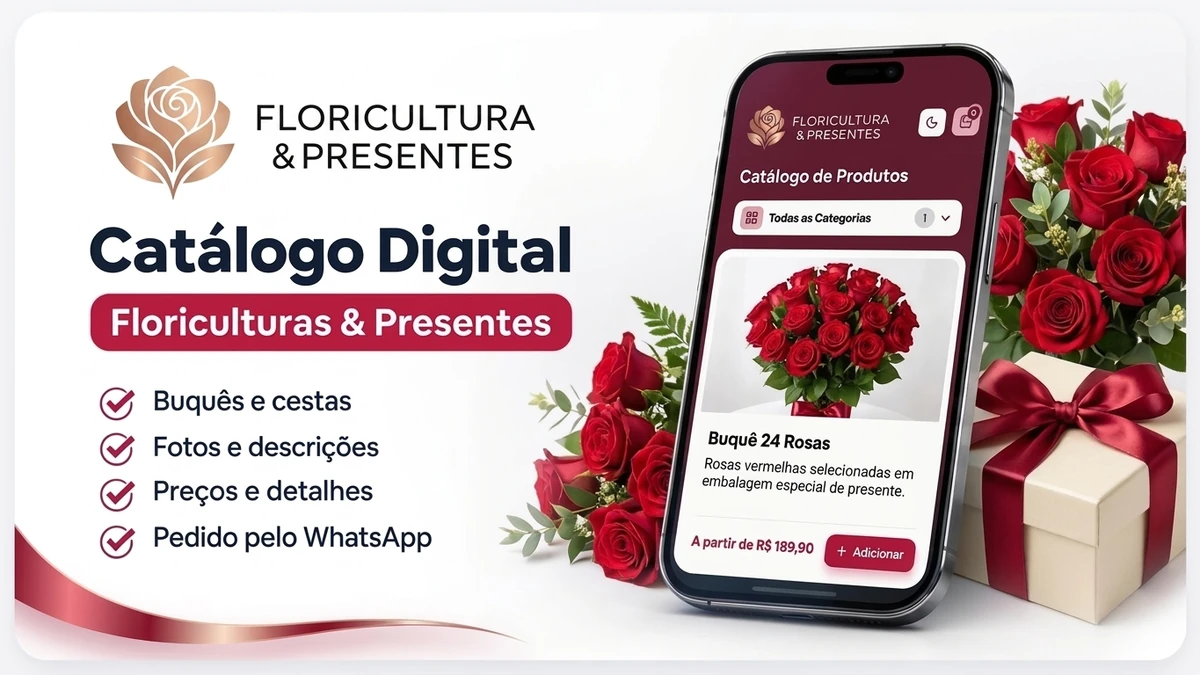 FLORICULTURA
& PRESENTES
Catálogo Digital
Floriculturas & Presentes
Buquês e cestas
Fotos e descrições
Preços e detalhes
Pedido pelo WhatsApp
FLORICULTURA
& PRESENTES
0
Catálogo de Produtos
Todas as Categorias 1
Buquê 24 Rosas
Rosas vermelhas selecionadas em
embalagem especial de presente.
A partir de R$ 189,90
+ Adicionar